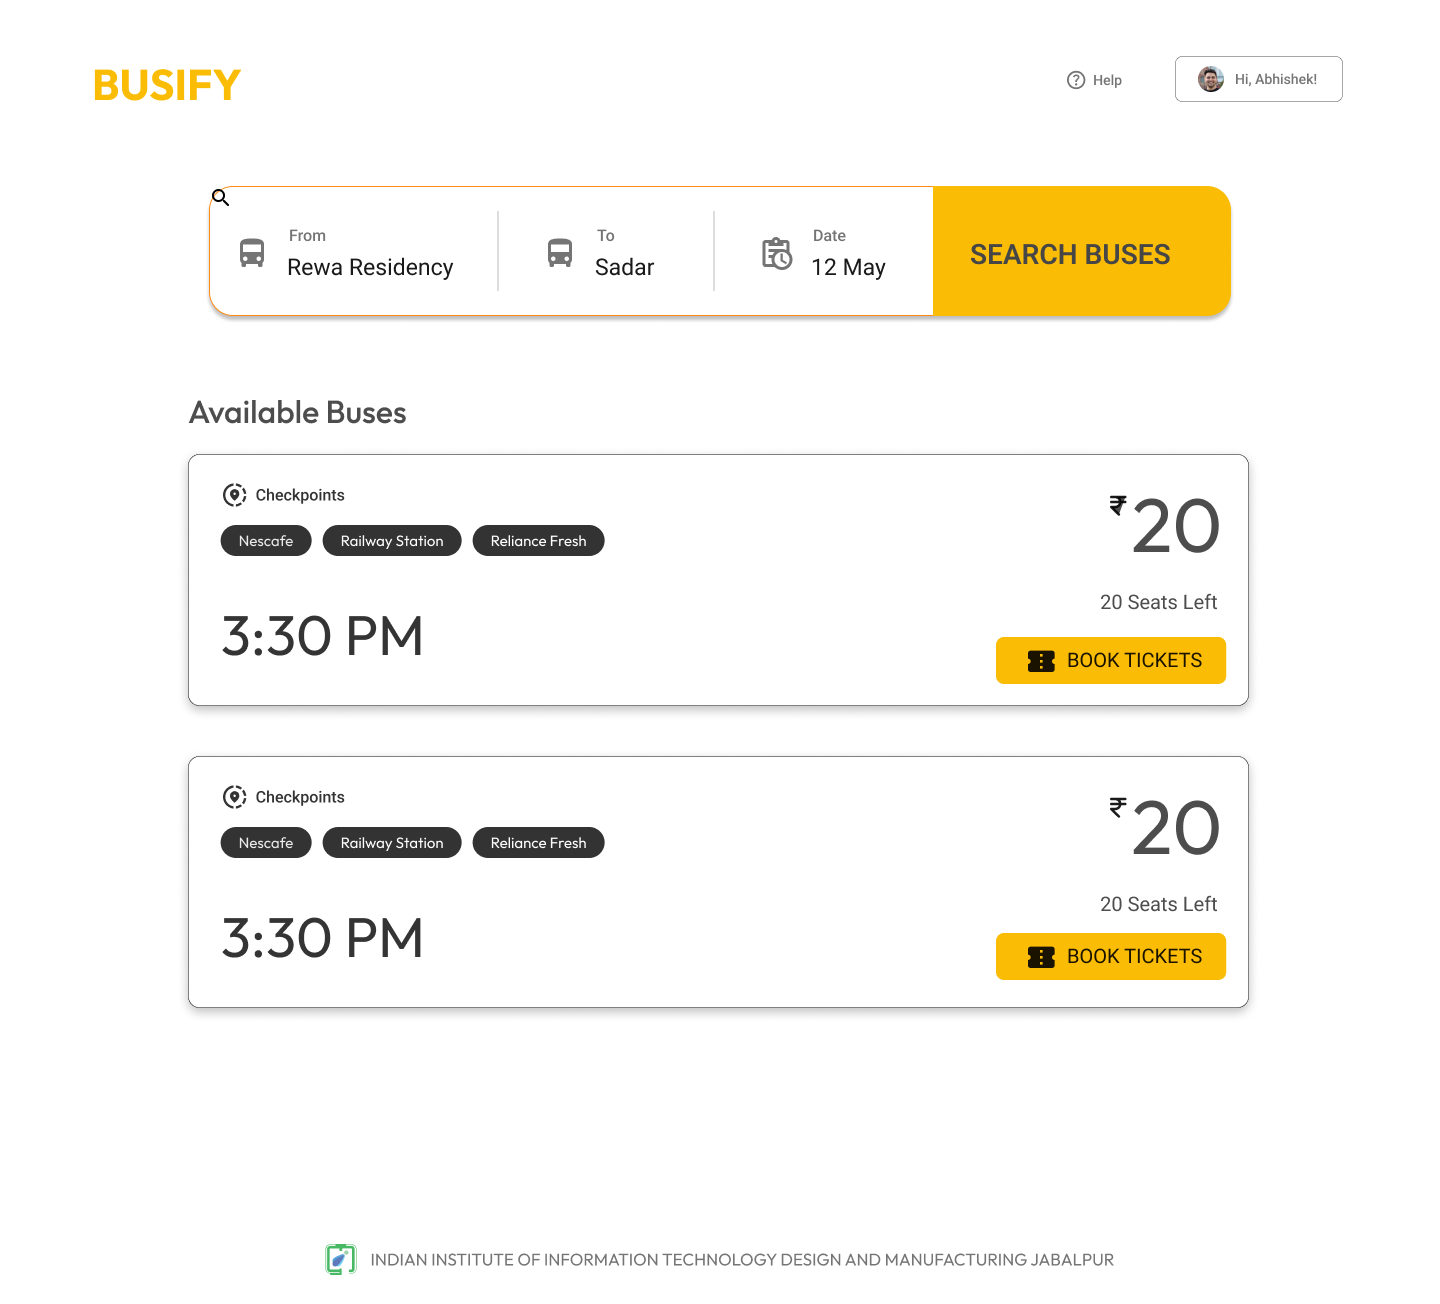 BUSIFY
Help
Hi, Abhishek!
From
Rewa Residency
To
Sadar
Date
12 May
SEARCH BUSES
Available Buses
Checkpoints
Nescafe
Railway Station
Reliance Fresh
₹20
3:30 PM
20 Seats Left
BOOK TICKETS
Checkpoints
Nescafe
Railway Station
Reliance Fresh
₹20
3:30 PM
20 Seats Left
BOOK TICKETS
INDIAN INSTITUTE OF INFORMATION TECHNOLOGY DESIGN AND MANUFACTURING JABALPUR